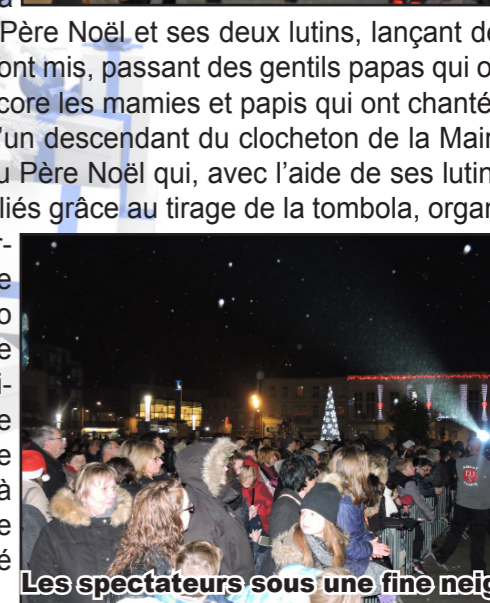 à
Père Noël et ses deux lutins, lançant de
ont mis, passant des gentils papas qui o
core les mamies et papis qui ont chanté
'un descendant du clocheton de la Mair
u Père Noël qui, avec l'aide de ses lutin
liés grâce au tirage de la tombola, organ
r-
e
o
e
i-
e
e
à
e
é
Les spectateurs sous une fine neig